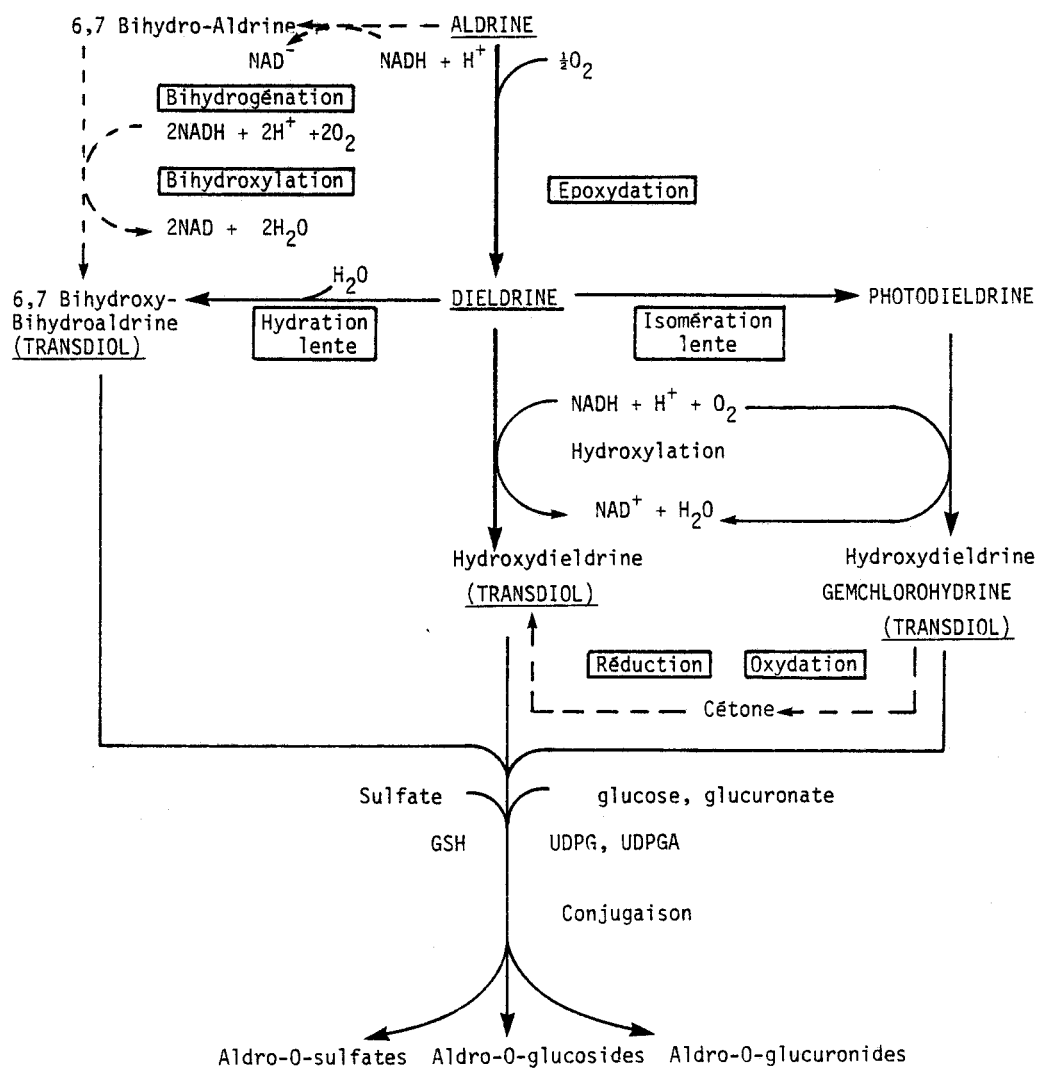 6,7 Bihydro-Aldrine ALDRINE
NAD⁻ NADH + H⁺ ½O₂
Bihydrogénation
2NADH + 2H⁺ +2O₂
Bihydroxylation
Epoxydation
2NAD + 2H₂O
H₂O
6,7 Bihydroxy- DIELDRINE PHOTODIELDRINE
Bihydroaldrine Hydration Isomération
(TRANSDIOL) lente lente
NADH + H⁺ + O₂
Hydroxylation
NAD⁺ + H₂O
Hydroxydieldrine Hydroxydieldrine
(TRANSDIOL) GEMCHLOROHYDRINE
(TRANSDIOL)
Réduction Oxydation
Cétone
Sulfate glucose, glucuronate
GSH UDPG, UDPGA
Conjugaison
Aldro-O-sulfates Aldro-O-glucosides Aldro-O-glucuronides